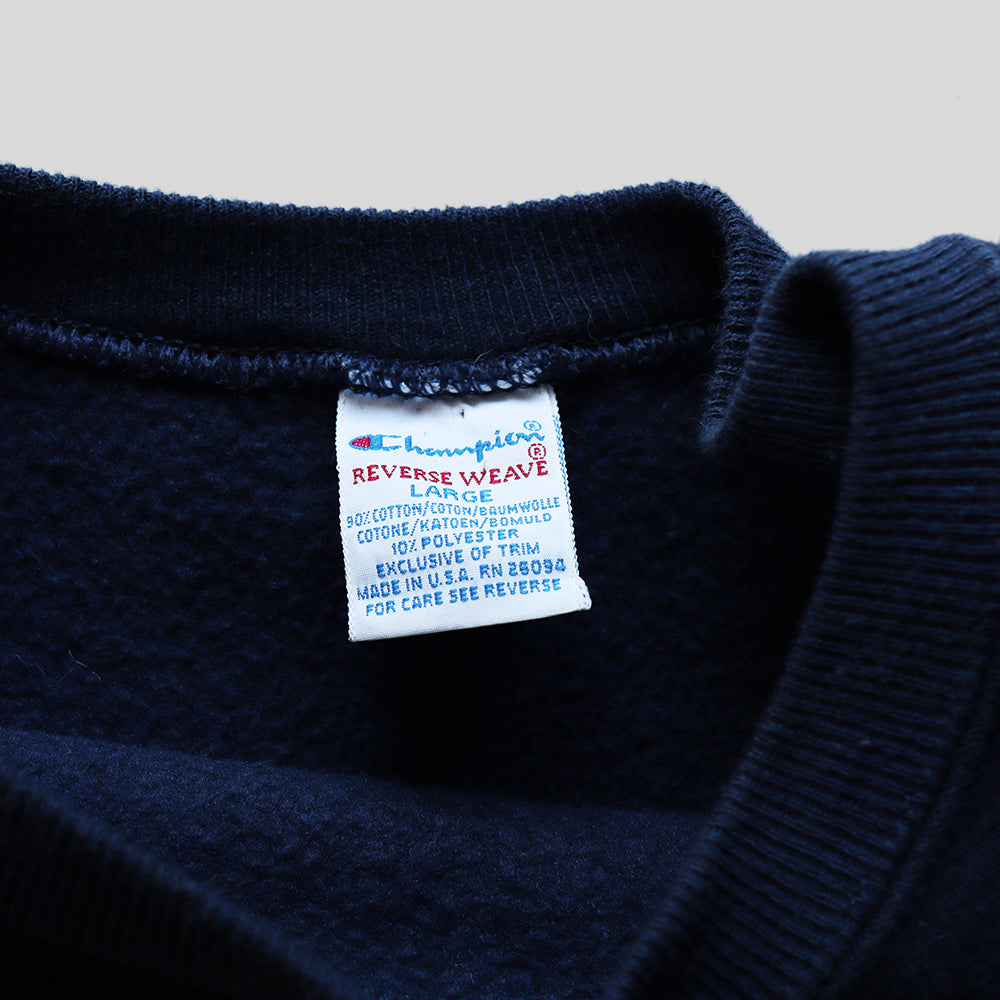 Champion®
REVERSE WEAVE®
LARGE
90% COTTON/COTON/BAUMWOLLE
COTONE/KATOEN/BOMULD
10% POLYESTER
EXCLUSIVE OF TRIM
MADE IN U.S.A. RN 26094
FOR CARE SEE REVERSE